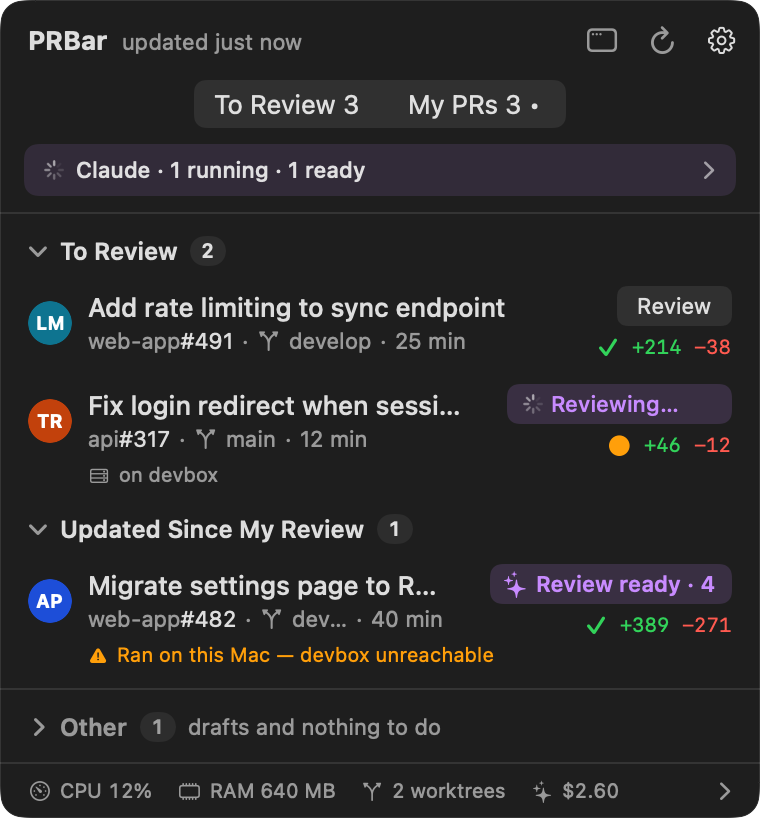 PRBar updated just now
To Review 3 My PRs 3 •
Claude · 1 running · 1 ready
To Review 2
LM Add rate limiting to sync endpoint Review
web-app#491 · develop · 25 min +214 −38
TR Fix login redirect when sessi... Reviewing...
api#317 · main · 12 min +46 −12
on devbox
Updated Since My Review 1
AP Migrate settings page to R... Review ready · 4
web-app#482 · dev... · 40 min +389 −271
Ran on this Mac — devbox unreachable
Other 1 drafts and nothing to do
CPU 12% RAM 640 MB 2 worktrees $2.60